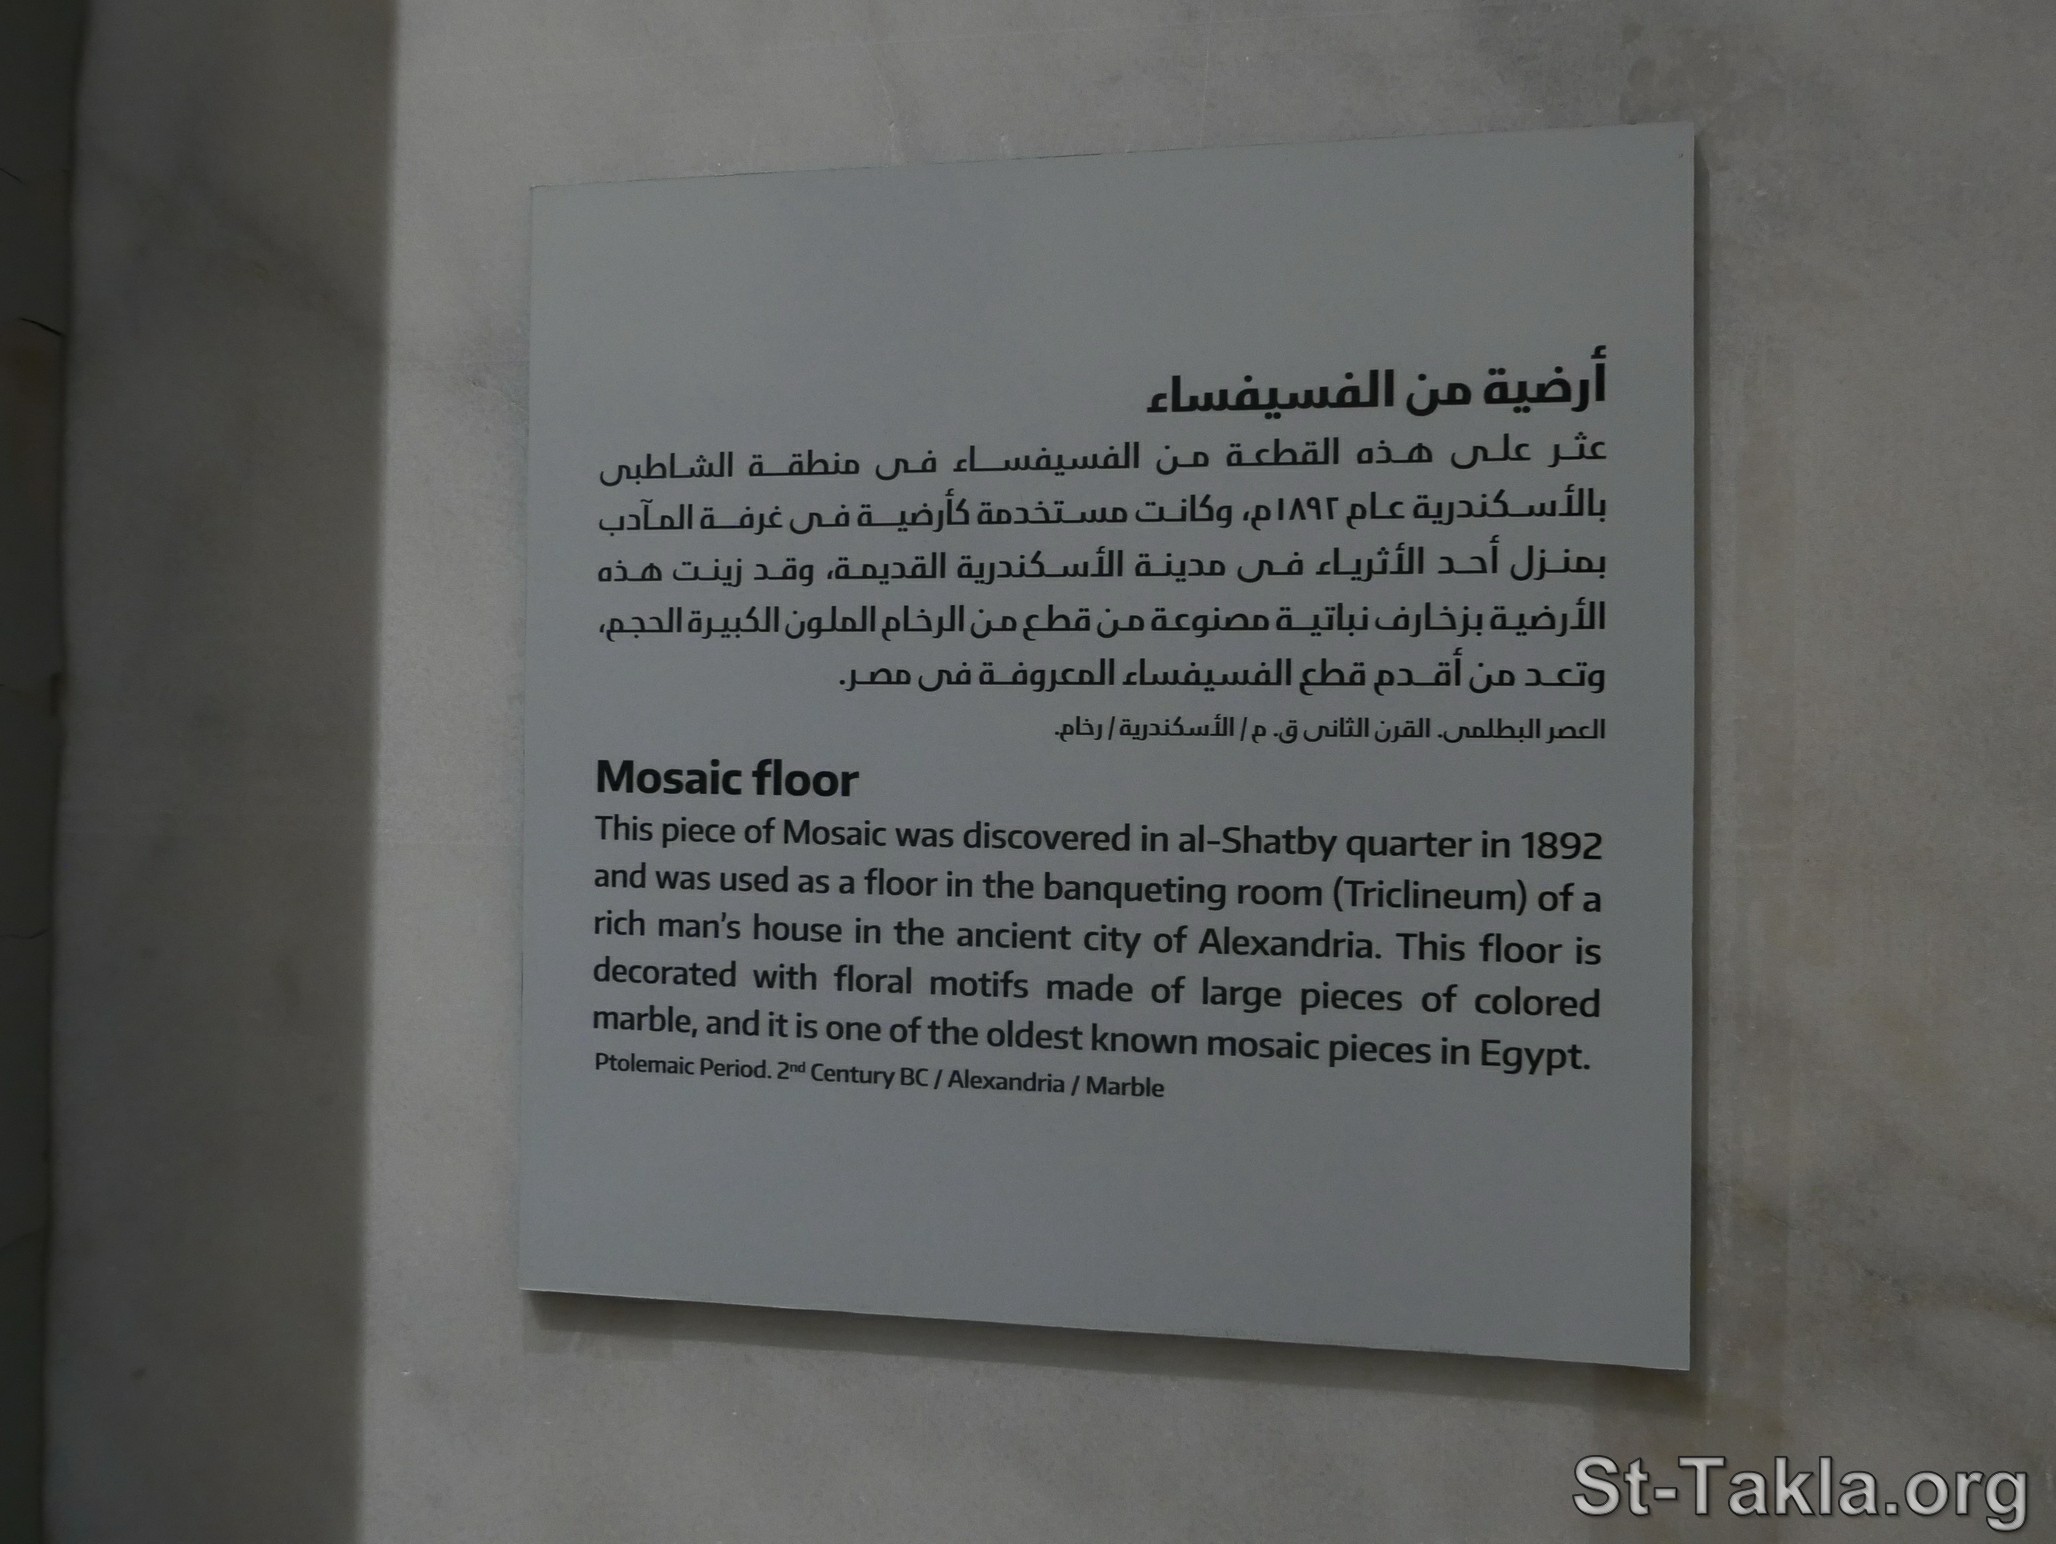 أرضية من الفسيفساء
عثر على هذه القطعة من الفسيفساء فى منطقة الشاطبى
بالأسكندرية عام ١٨٩٢م، وكانت مستخدمة كأرضية فى غرفة المآدب
بمنزل أحد الأثرياء فى مدينة الأسكندرية القديمة، وقد زينت هذه
الأرضية بزخارف نباتية مصنوعة من قطع من الرخام الملون الكبيرة الحجم،
وتعد من أقدم قطع الفسيفساء المعروفة فى مصر.
العصر البطلمى. القرن الثانى ق. م / الأسكندرية / رخام.
Mosaic floor
This piece of Mosaic was discovered in al-Shatby quarter in 1892
and was used as a floor in the banqueting room (Triclineum) of a
rich man's house in the ancient city of Alexandria. This floor is
decorated with floral motifs made of large pieces of colored
marble, and it is one of the oldest known mosaic pieces in Egypt.
Ptolemaic Period. 2nd Century BC / Alexandria / Marble
St-Takla.org